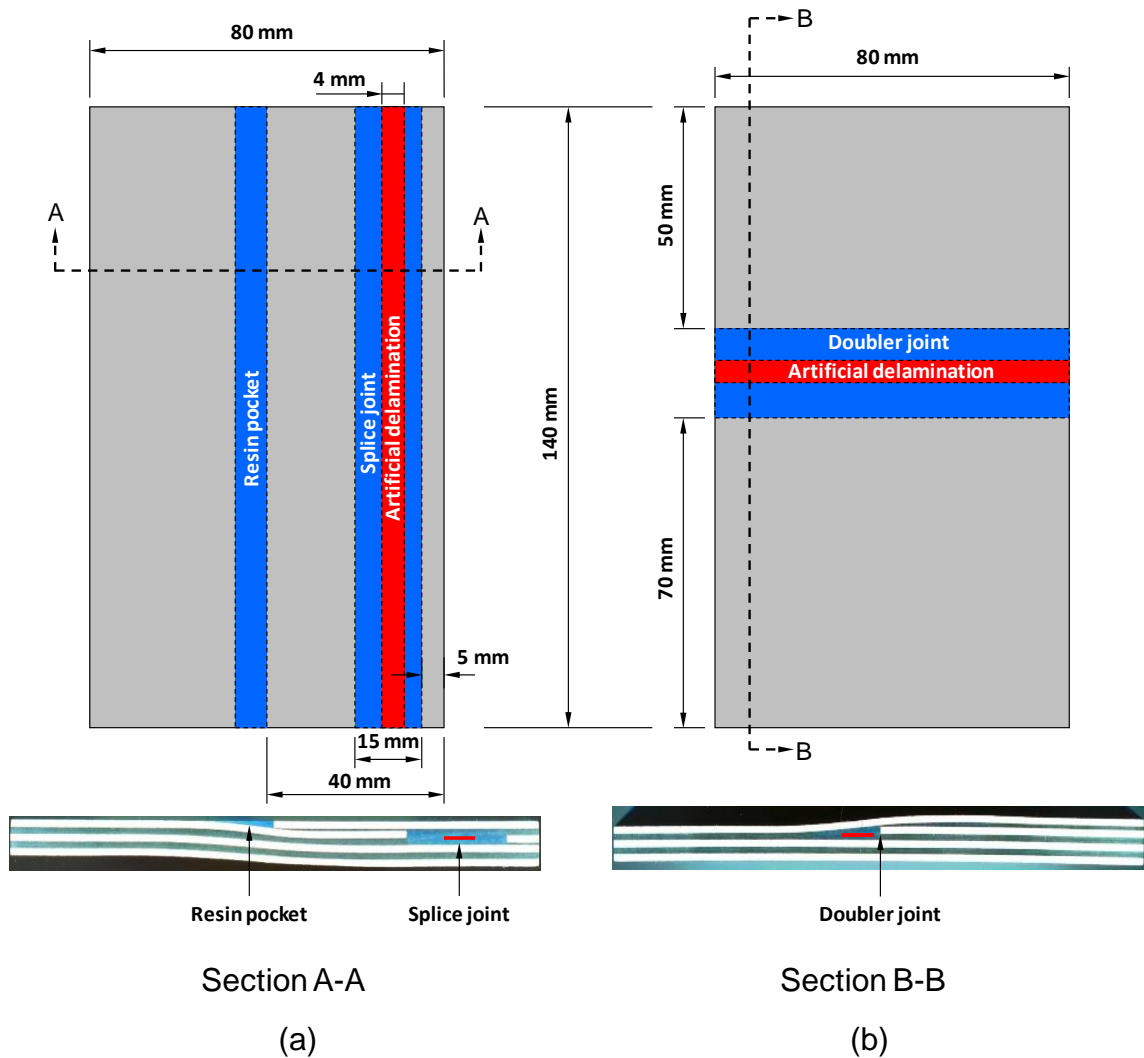 80 mm
4 mm
A
A
Resin pocket
Splice joint
Artificial delamination
5 mm
15 mm
40 mm
140 mm
B
80 mm
50 mm
Doubler joint
Artificial delamination
70 mm
B
Resin pocket
Splice joint
Doubler joint
Section A-A
Section B-B
(a)
(b)